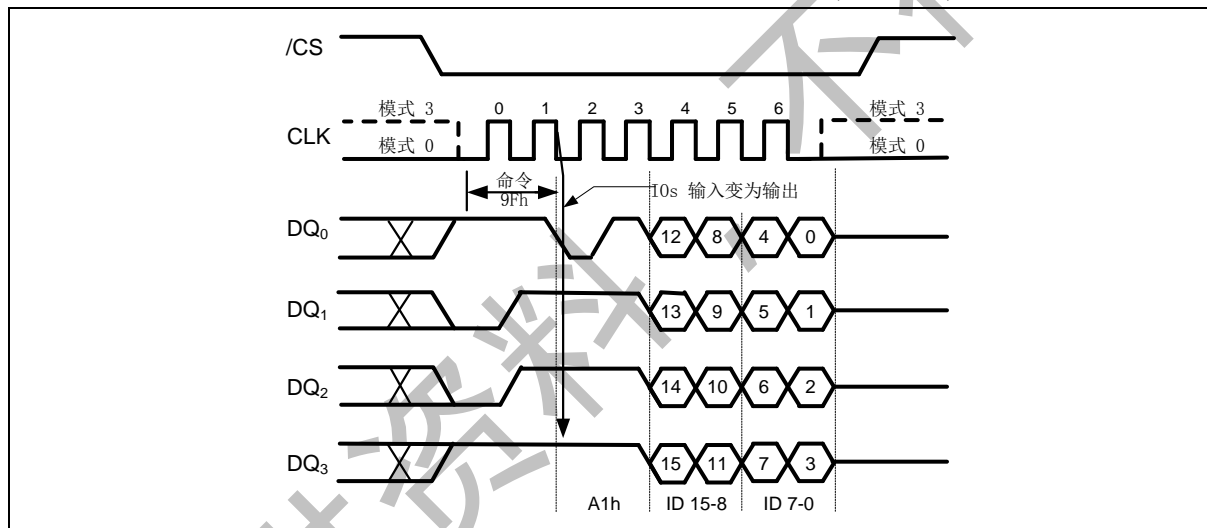 /CS
模式 3 0 1 2 3 4 5 6 模式 3
CLK
模式 0 模式 0
命令
9Fh
IOs 输入变为输出
DQ0 12 8 4 0
DQ1 13 9 5 1
DQ2 14 10 6 2
DQ3 15 11 7 3
A1h ID 15-8 ID 7-0
资料
不